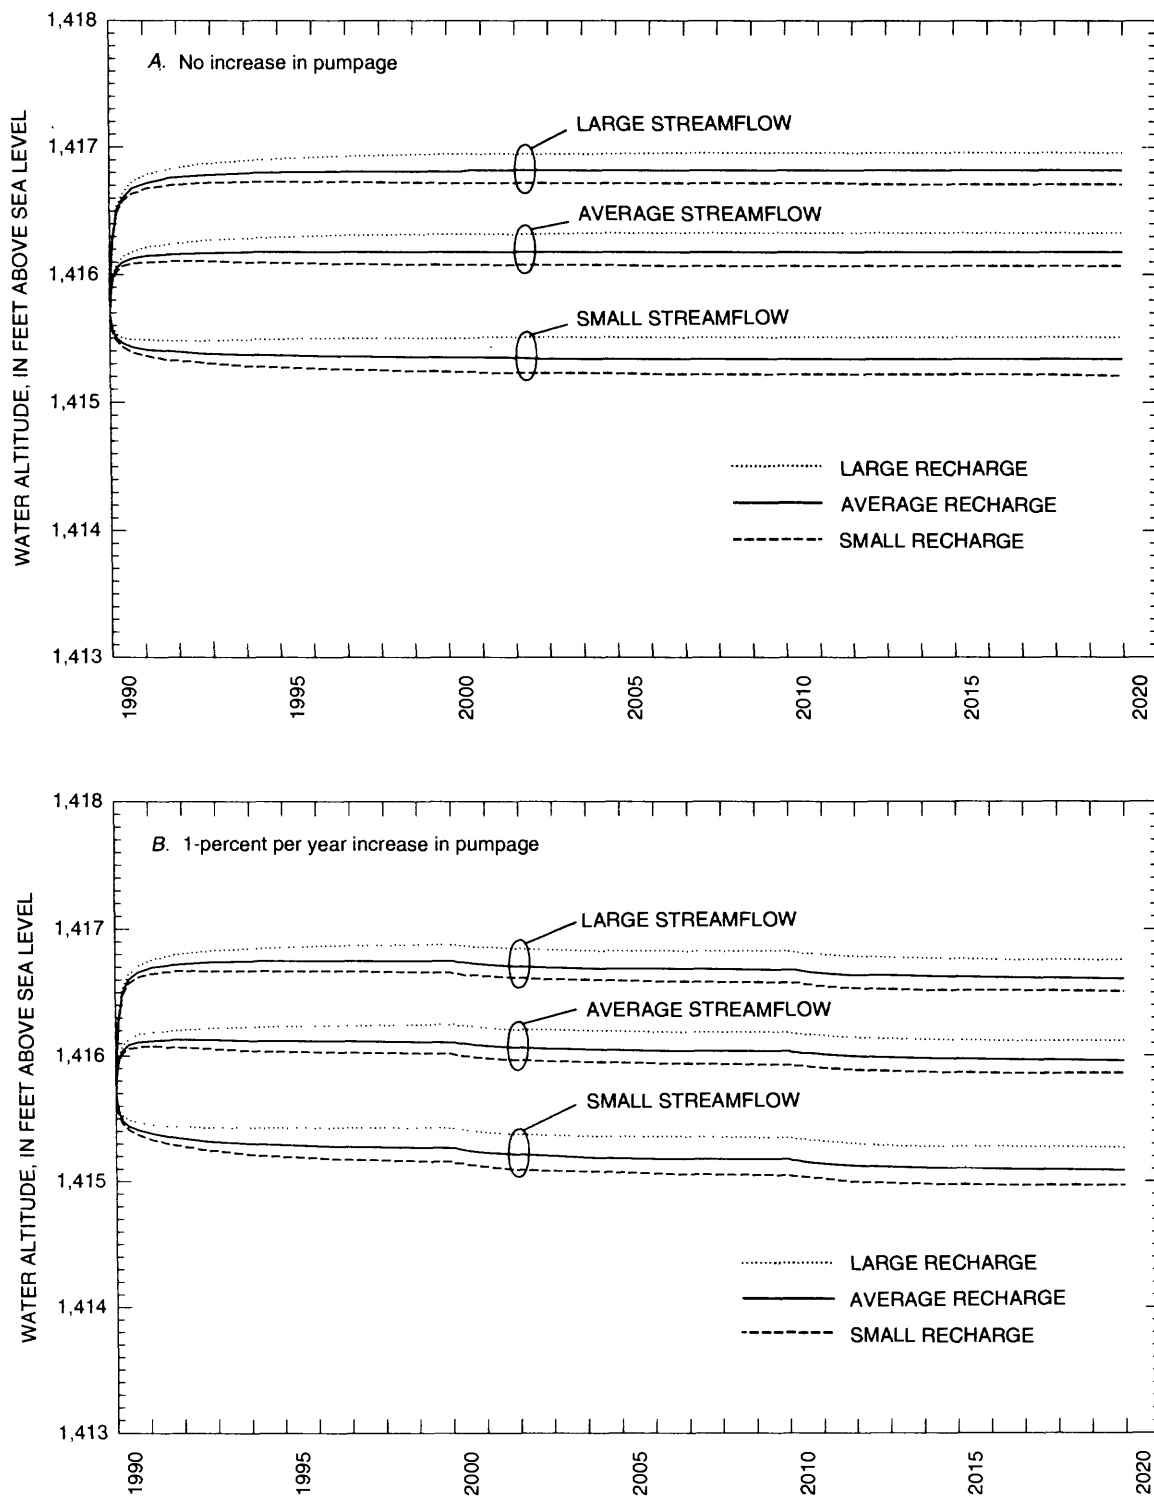 1,418
A. No increase in pumpage
LARGE STREAMFLOW
1,417
AVERAGE STREAMFLOW
1,416
SMALL STREAMFLOW
1,415
LARGE RECHARGE
AVERAGE RECHARGE
1,414
SMALL RECHARGE
1,413
WATER ALTITUDE, IN FEET ABOVE SEA LEVEL
1990 1995 2000 2005 2010 2015 2020
1,418
B. 1-percent per year increase in pumpage
LARGE STREAMFLOW
1,417
AVERAGE STREAMFLOW
1,416
SMALL STREAMFLOW
1,415
LARGE RECHARGE
1,414
AVERAGE RECHARGE
SMALL RECHARGE
1,413
WATER ALTITUDE, IN FEET ABOVE SEA LEVEL
1990 1995 2000 2005 2010 2015 2020